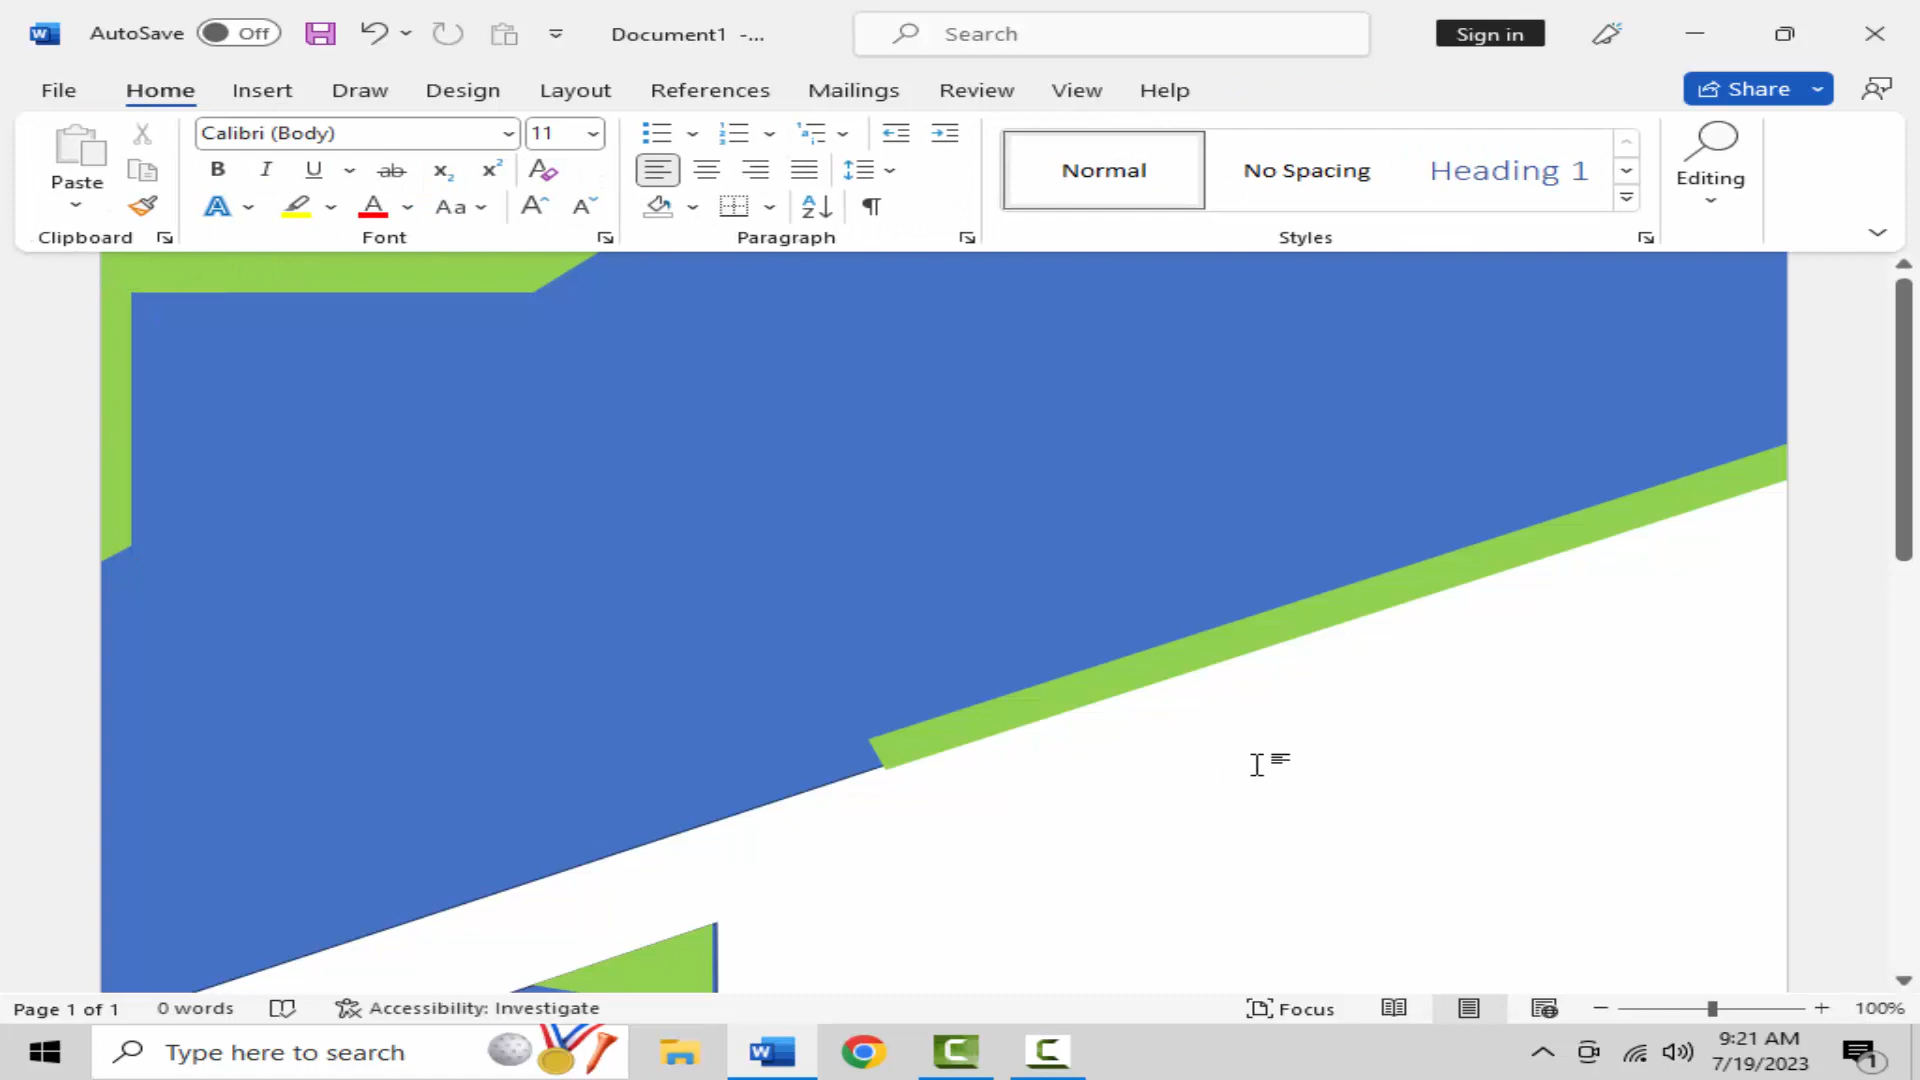 AutoSave Off Document1 -... Search Sign in
File Home Insert Draw Design Layout References Mailings Review View Help Share
Paste Calibri (Body) 11 Normal No Spacing Heading 1 Editing
Clipboard Font Paragraph Styles
Page 1 of 1 0 words Accessibility: Investigate Focus 100%
Type here to search 9:21 AM
7/19/2023 1